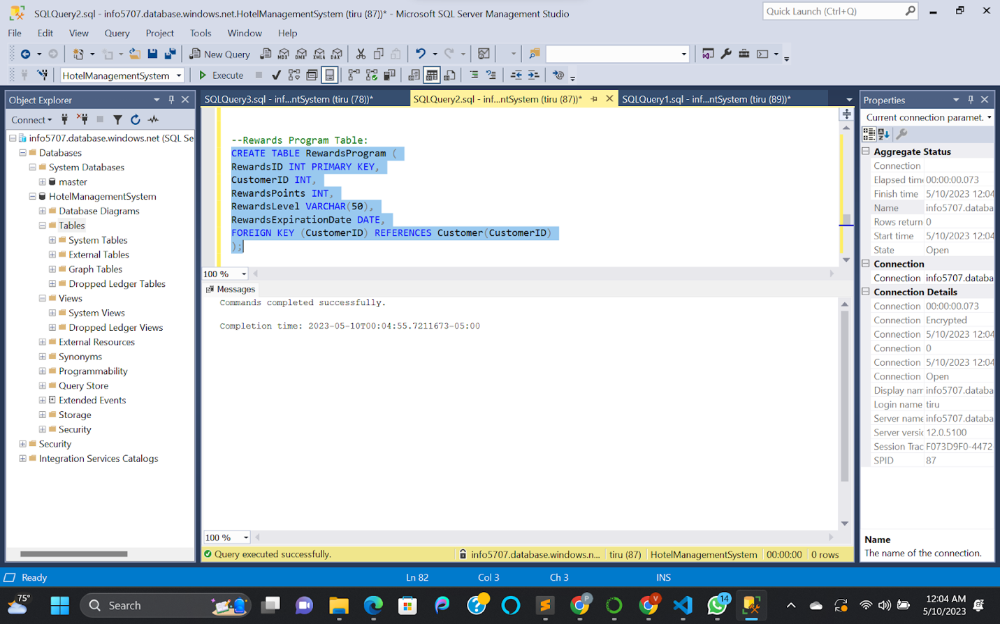 SQLQuery2.sql - info5707.database.windows.net.HotelManagementSystem (tiru (87))* - Microsoft SQL Server Management Studio
Quick Launch (Ctrl+Q)
File Edit View Query Project Tools Window Help
New Query MDX DMX XMLA DAX
HotelManagementSystem Execute
Object Explorer
Connect
info5707.database.windows.net (SQL Se
Databases
System Databases
master
HotelManagementSystem
Database Diagrams
Tables
System Tables
External Tables
Graph Tables
Dropped Ledger Tables
Views
System Views
Dropped Ledger Views
External Resources
Synonyms
Programmability
Query Store
Extended Events
Storage
Security
Security
Integration Services Catalogs
SQLQuery3.sql - inf...ntSystem (tiru (78))* SQLQuery2.sql - inf...ntSystem (tiru (87))* SQLQuery1.sql - inf...ntSystem (tiru (89))*
--Rewards Program Table:
CREATE TABLE RewardsProgram (
RewardsID INT PRIMARY KEY,
CustomerID INT,
RewardsPoints INT,
RewardsLevel VARCHAR(50),
RewardsExpirationDate DATE,
FOREIGN KEY (CustomerID) REFERENCES Customer(CustomerID)
);
100 %
Messages
Commands completed successfully.
Completion time: 2023-05-10T00:04:55.7211673-05:00
100 %
Query executed successfully. info5707.database.windows.n... tiru (87) HotelManagementSystem 00:00:00 0 rows
Properties
Current connection paramet.
Aggregate Status
Connection
Elapsed tim 00:00:00.073
Finish time 5/10/2023 12:04
Name info5707.databa
Rows return 0
Start time 5/10/2023 12:04
State Open
Connection
Connection info5707.databa
Connection Details
Connection 00:00:00.073
Connection Encrypted
Connection 5/10/2023 12:04
Connection 0
Connection 5/10/2023 12:04
Connection Open
Display nam info5707.databa
Login name tiru
Server name info5707.databa
Server versic 12.0.5100
Session Trac F073D9F0-4472
SPID 87
Name
The name of the connection.
Ready Ln 82 Col 3 Ch 3 INS
75°
Search
P
V
14
12:04 AM
5/10/2023